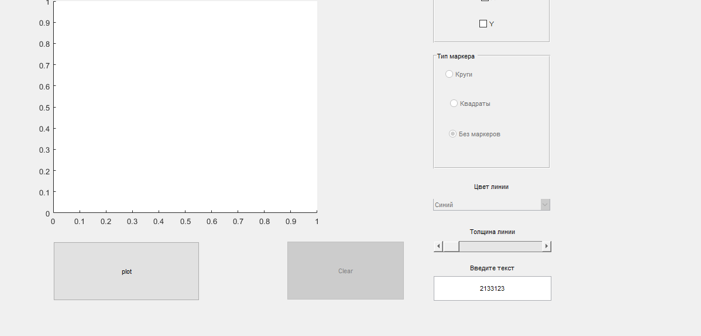 1
0.9
0.8
0.7
0.6
0.5
0.4
0.3
0.2
0.1
0
0 0.1 0.2 0.3 0.4 0.5 0.6 0.7 0.8 0.9 1
plot
Clear
Y
Тип маркера
Круги
Квадраты
Без маркеров
Цвет линии
Синий
Толщина линии
Введите текст
2133123